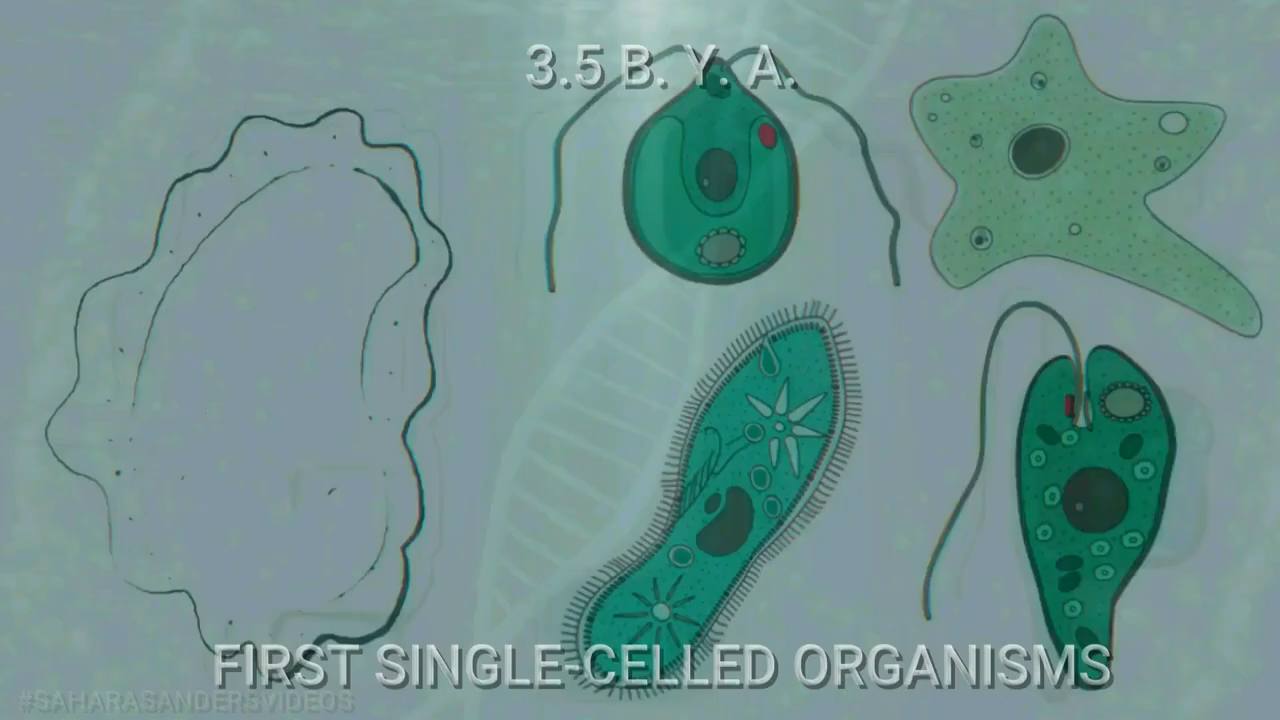 3.5 B. Y. A.
FIRST SINGLE-CELLED ORGANISMS
#SAHARASANDERSVIDEOS